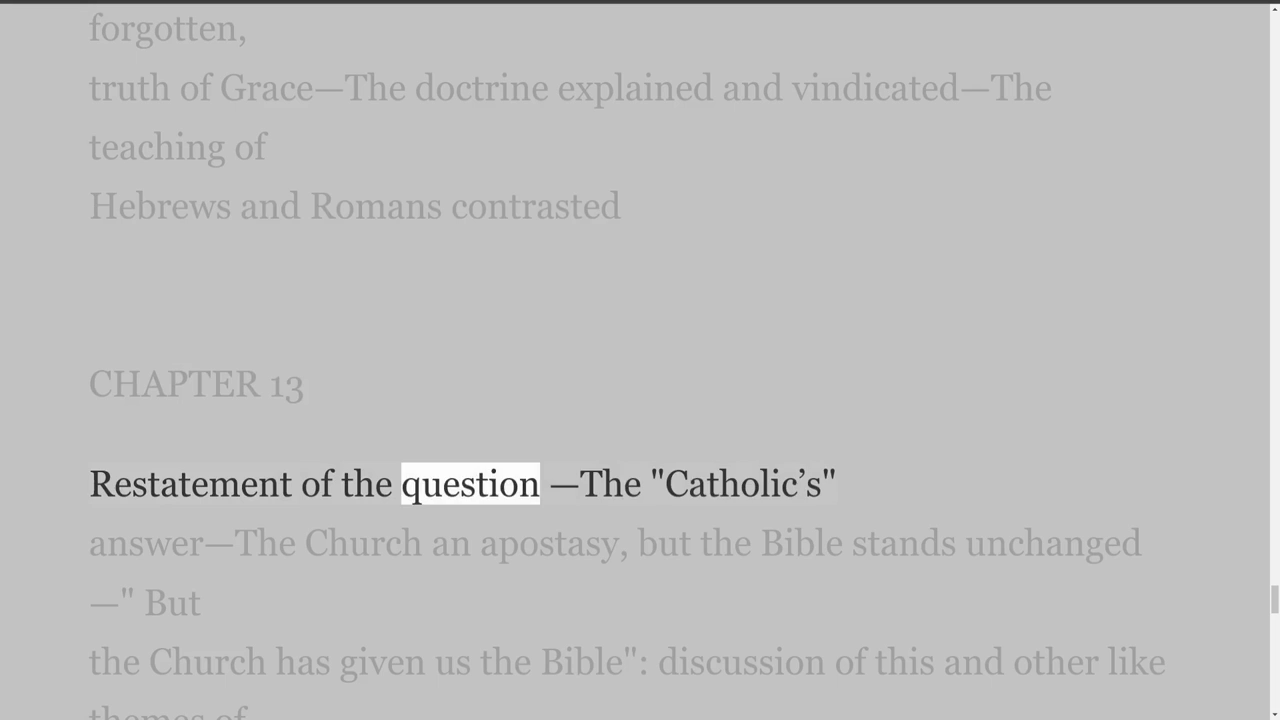 forgotten,
truth of Grace—The doctrine explained and vindicated—The
teaching of
Hebrews and Romans contrasted
CHAPTER 13
Restatement of the question —The "Catholic’s"
answer—The Church an apostasy, but the Bible stands unchanged
—" But
the Church has given us the Bible": discussion of this and other like
themes of